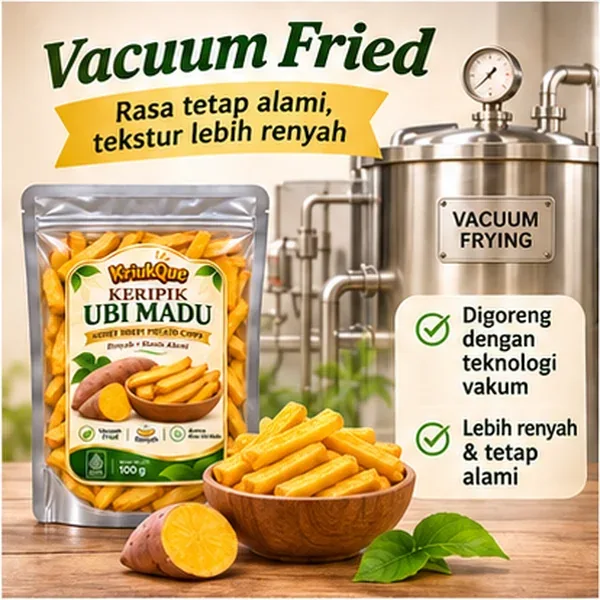 Vacuum Fried
Rasa tetap alami,
tekstur lebih renyah
VACUUM
FRYING
KriukQue
KERIPIK
UBI MADU
100 g
Digoreng
dengan
teknologi
vakum
Lebih renyah
& tetap
alami